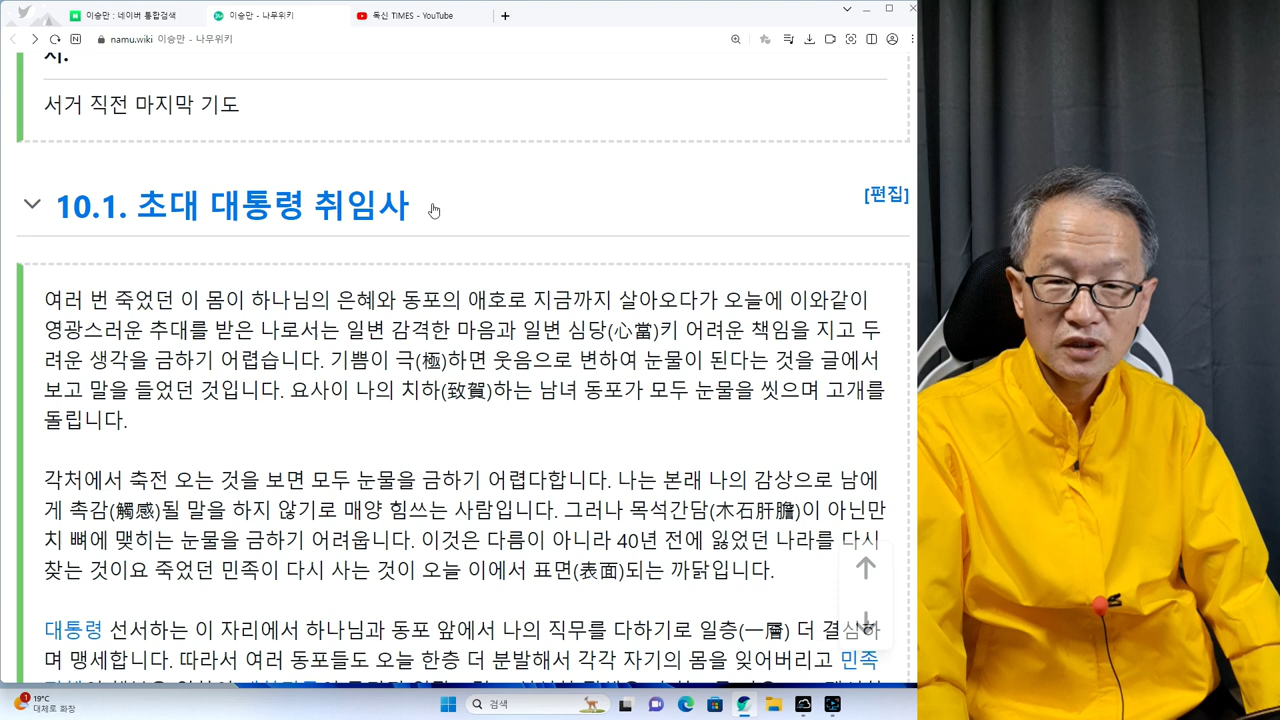 이승만 : 네이버 통합검색
이승만 - 나무위키
독신 TIMES - YouTube
namu.wiki 이승만 - 나무위키
서거 직전 마지막 기도
10.1. 초대 대통령 취임사
[편집]
여러 번 죽었던 이 몸이 하나님의 은혜와 동포의 애호로 지금까지 살아오다가 오늘에 이와같이
영광스러운 추대를 받은 나로서는 일변 감격한 마음과 일변 심당(心當)키 어려운 책임을 지고 두
려운 생각을 금하기 어렵습니다. 기쁨이 극(極)하면 웃음으로 변하여 눈물이 된다는 것을 글에서
보고 말을 들었던 것입니다. 요사이 나의 치하(致賀)하는 남녀 동포가 모두 눈물을 씻으며 고개를
돌립니다.
각처에서 축전 오는 것을 보면 모두 눈물을 금하기 어렵다합니다. 나는 본래 나의 감상으로 남에
게 촉감(觸感)될 말을 하지 않기로 매양 힘쓰는 사람입니다. 그러나 목석간담(木石肝膽)이 아닌만
치 뼈에 맺히는 눈물을 금하기 어려웁니다. 이것은 다름이 아니라 40년 전에 잃었던 나라를 다시
찾는 것이요 죽었던 민족이 다시 사는 것이 오늘 이에서 표면(表面)되는 까닭입니다.
대통령 선서하는 이 자리에서 하나님과 동포 앞에서 나의 직무를 다하기로 일층(一層) 더 결심하
며 맹세합니다. 따라서 여러 동포들도 오늘 한층 더 분발해서 각각 자기의 몸을 잊어버리고 민족
19°C
대체로 화창
검색